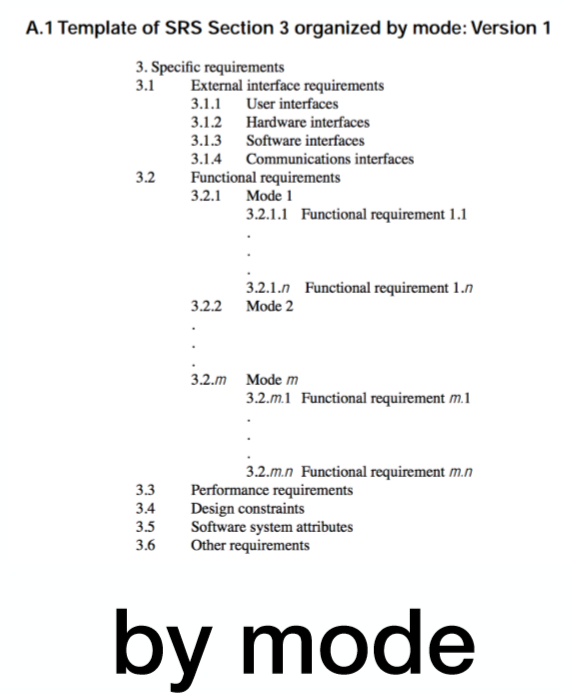 A.1 Template of SRS Section 3 organized by mode: Version 1
3. Specific requirements
3.1 External interface requirements
3.1.1 User interfaces
3.1.2 Hardware interfaces
3.1.3 Software interfaces
3.1.4 Communications interfaces
3.2 Functional requirements
3.2.1 Mode 1
3.2.1.1 Functional requirement 1.1
.
.
.
3.2.1.n Functional requirement 1.n
3.2.2 Mode 2
.
.
.
3.2.m Mode m
3.2.m.1 Functional requirement m.1
.
.
.
3.2.m.n Functional requirement m.n
3.3 Performance requirements
3.4 Design constraints
3.5 Software system attributes
3.6 Other requirements
by mode